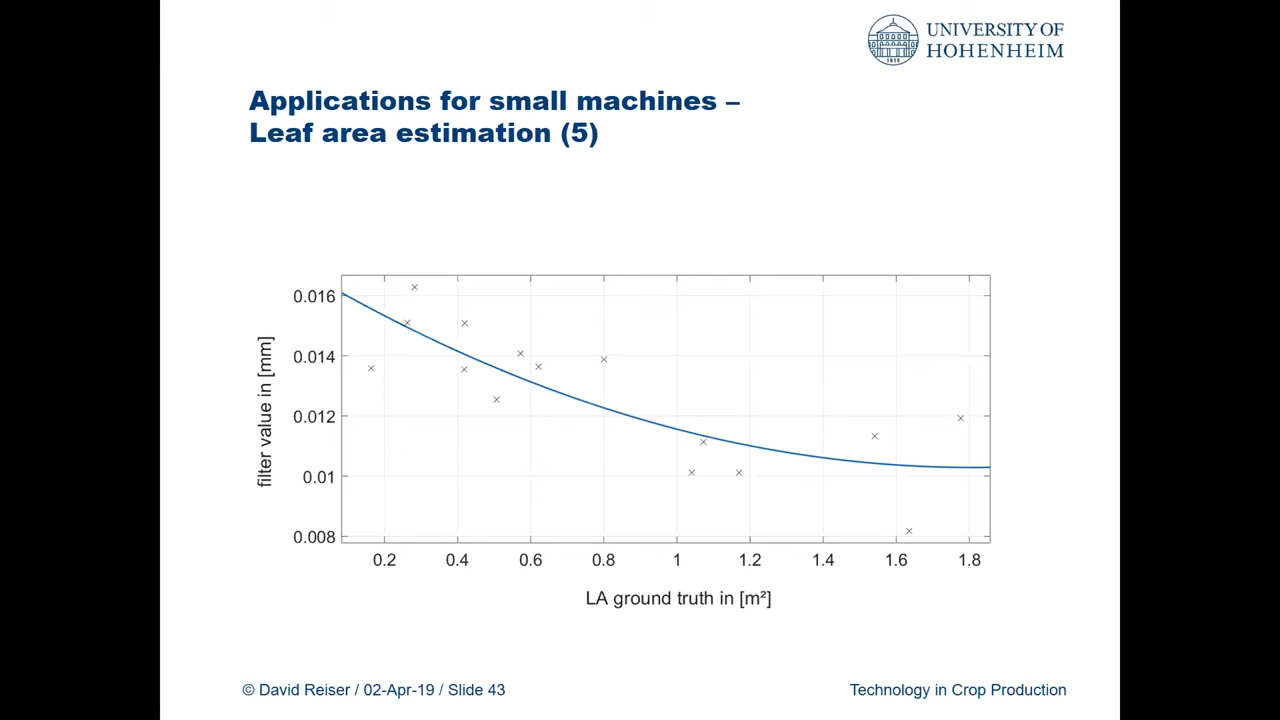 UNIVERSITY OF
HOHENHEIM
1818
Applications for small machines –
Leaf area estimation (5)
filter value in [mm]
0.016
0.014
0.012
0.01
0.008
0.2 0.4 0.6 0.8 1 1.2 1.4 1.6 1.8
LA ground truth in [m²]
© David Reiser / 02-Apr-19 / Slide 43
Technology in Crop Production